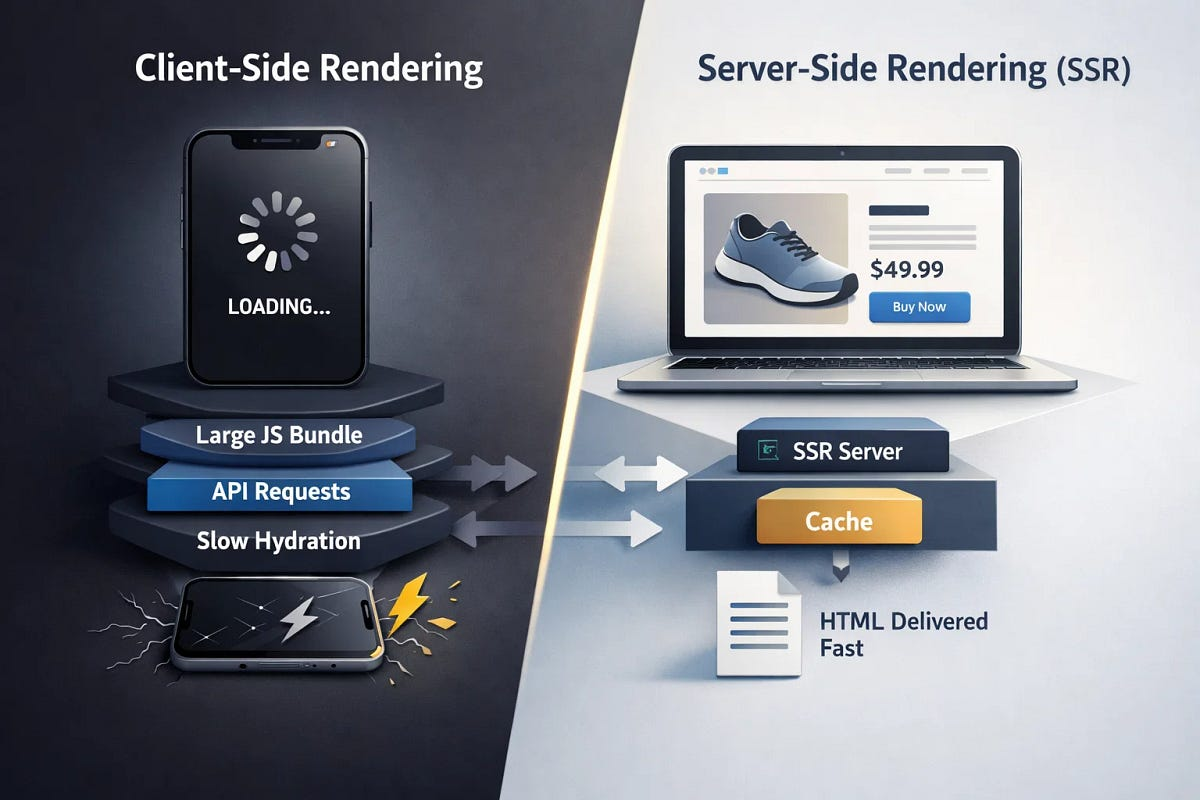 Client-Side Rendering
LOADING...
Large JS Bundle
API Requests
Slow Hydration
Server-Side Rendering (SSR)
$49.99
Buy Now
SSR Server
Cache
HTML Delivered
Fast